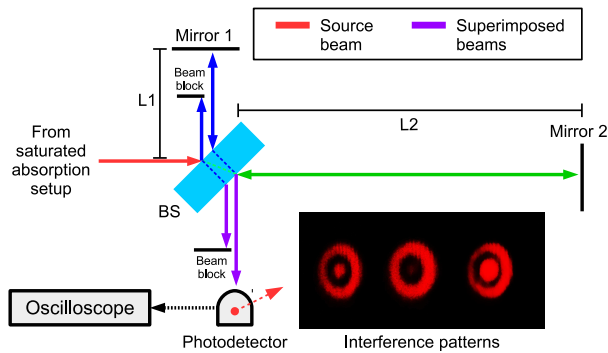 Mirror 1
Source
beam
Superimposed
beams
Beam
block
L1
L2
From
saturated
absorption
setup
Mirror 2
BS
Beam
block
Oscilloscope
Photodetector
Interference patterns